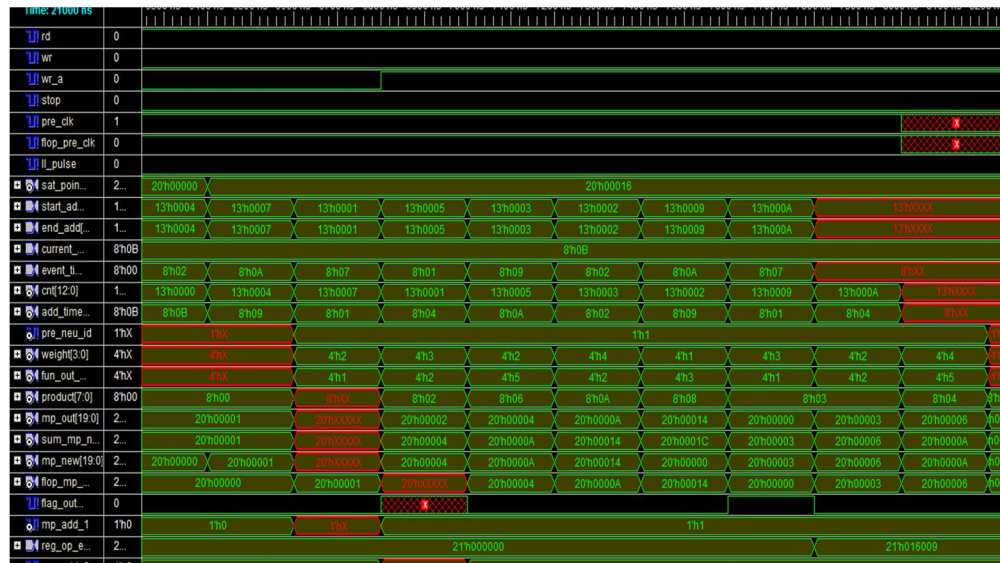 Time: 21000 ns
rd 0
wr 0
wr_a 0
stop 0
pre_clk 1 X
flop_pre_clk 0 X
ll_pulse 0
sat_poin... 2... 20'h00000 20'h00016
start_ad... 1... 13'h0004 13'h0007 13'h0001 13'h0005 13'h0003 13'h0002 13'h0009 13'h000A 13'hXXXX
end_add[... 1... 13'h0004 13'h0007 13'h0001 13'h0005 13'h0003 13'h0002 13'h0009 13'h000A 13'hXXXX
current_... 8'h0B 8'h0B
event_ti... 8'h00 8'h02 8'h0A 8'h07 8'h01 8'h09 8'h02 8'h0A 8'h07 8'hXX
cnt[12:0] 1... 13'h0000 13'h0004 13'h0007 13'h0001 13'h0005 13'h0003 13'h0002 13'h0009 13'h000A 13'hXXXX
add_time... 8'h0B 8'h0B 8'h09 8'h01 8'h04 8'h0A 8'h02 8'h09 8'h01 8'h04 8'hXX
pre_neu_id 1'hX 1'hX 1'h1
weight[3:0] 4'hX 4'hX 4'h2 4'h3 4'h2 4'h4 4'h1 4'h3 4'h2 4'h4
fun_out_... 4'hX 4'hX 4'h1 4'h2 4'h5 4'h2 4'h3 4'h1 4'h2 4'h5
product[7:0] 8'h00 8'h00 8'hXX 8'h02 8'h06 8'h0A 8'h08 8'h03 8'h04
mp_out[19:0] 2... 20'h00001 20'hXXXXX 20'h00002 20'h00004 20'h0000A 20'h00014 20'h00000 20'h00003 20'h00006
sum_mp_n... 2... 20'h00001 20'hXXXXX 20'h00004 20'h0000A 20'h00014 20'h0001C 20'h00003 20'h00006 20'h0000A
mp_new[19:0] 2... 20'h00000 20'h00001 20'hXXXXX 20'h00004 20'h0000A 20'h00014 20'h00000 20'h00003 20'h00006 20'h0000A
flop_mp_... 2... 20'h00000 20'h00001 20'hXXXXX 20'h00004 20'h0000A 20'h00014 20'h00000 20'h00003 20'h00006
flag_out... 0 X
mp_add_1 1'h0 1'h0 1'hX 1'h1
reg_op_e... 2... 21'h000000 21'h016009